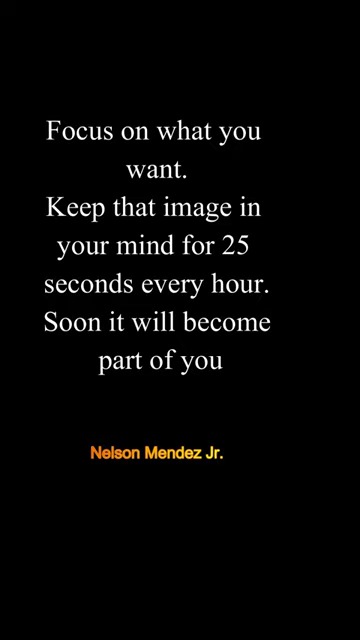 Focus on what you
want.
Keep that image in
your mind for 25
seconds every hour.
Soon it will become
part of you
Nelson Mendez Jr.